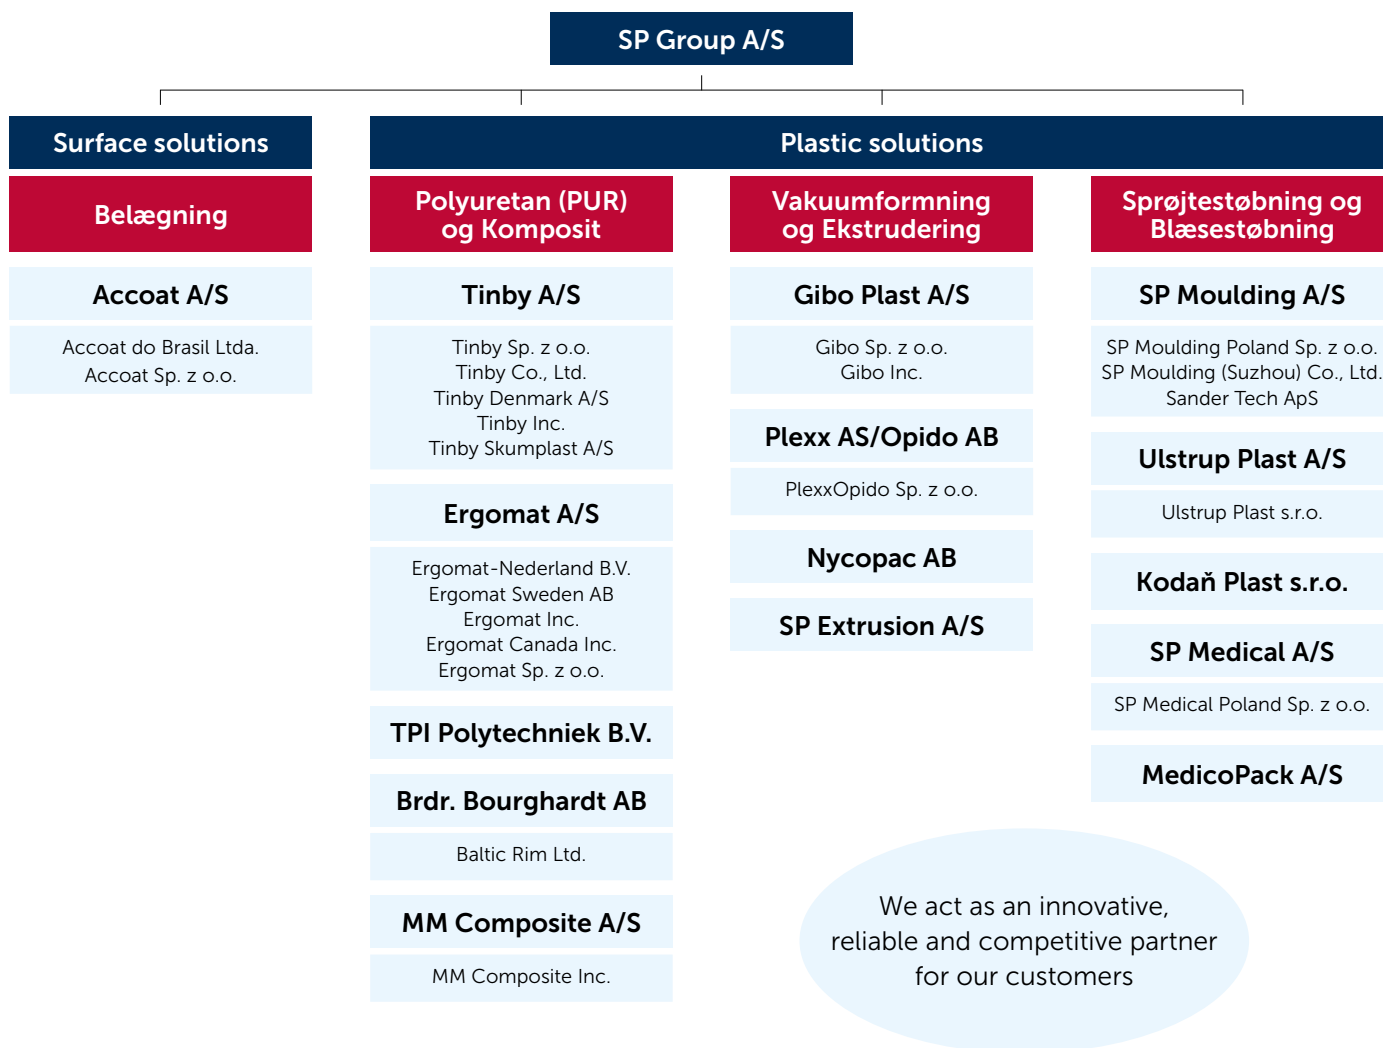 SP Group A/S
Surface solutions
Plastic solutions
Belægning
Accoat A/S
Accoat do Brasil Ltda.
Accoat Sp. z o.o.
Polyuretan (PUR)
og Komposit
Tinby A/S
Tinby Sp. z o.o.
Tinby Co., Ltd.
Tinby Denmark A/S
Tinby Inc.
Tinby Skumplast A/S
Ergomat A/S
Ergomat-Nederland B.V.
Ergomat Sweden AB
Ergomat Inc.
Ergomat Canada Inc.
Ergomat Sp. z o.o.
TPI Polytechniek B.V.
Brdr. Bourghardt AB
Baltic Rim Ltd.
MM Composite A/S
MM Composite Inc.
Vakuumformning
og Ekstrudering
Gibo Plast A/S
Gibo Sp. z o.o.
Gibo Inc.
Plexx AS/Opido AB
PlexxOpido Sp. z o.o.
Nycopac AB
SP Extrusion A/S
Sprøjtestøbning og
Blæsestøbning
SP Moulding A/S
SP Moulding Poland Sp. z o.o.
SP Moulding (Suzhou) Co., Ltd.
Sander Tech ApS
Ulstrup Plast A/S
Ulstrup Plast s.r.o.
Kodaň Plast s.r.o.
SP Medical A/S
SP Medical Poland Sp. z o.o.
MedicoPack A/S
We act as an innovative,
reliable and competitive partner
for our customers